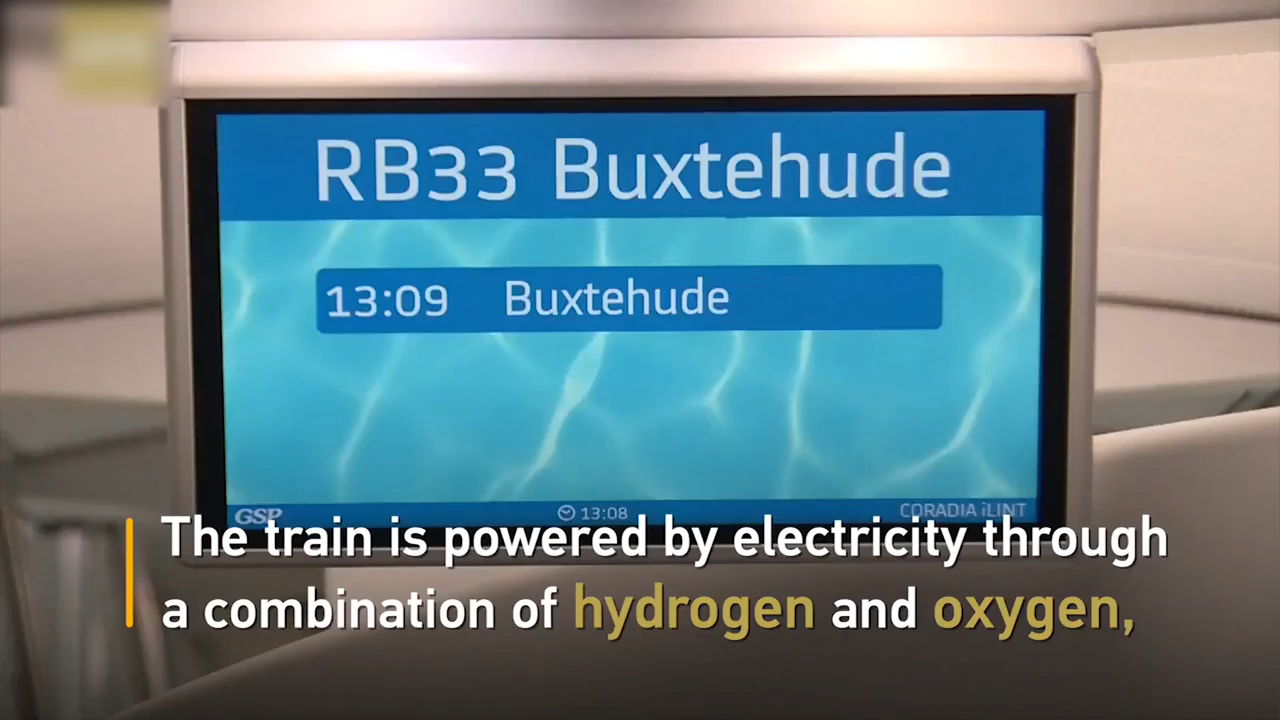 RB33 Buxtehude
13:09 Buxtehude
GSP 13:08 CORADIA iLINT
The train is powered by electricity through
a combination of hydrogen and oxygen,